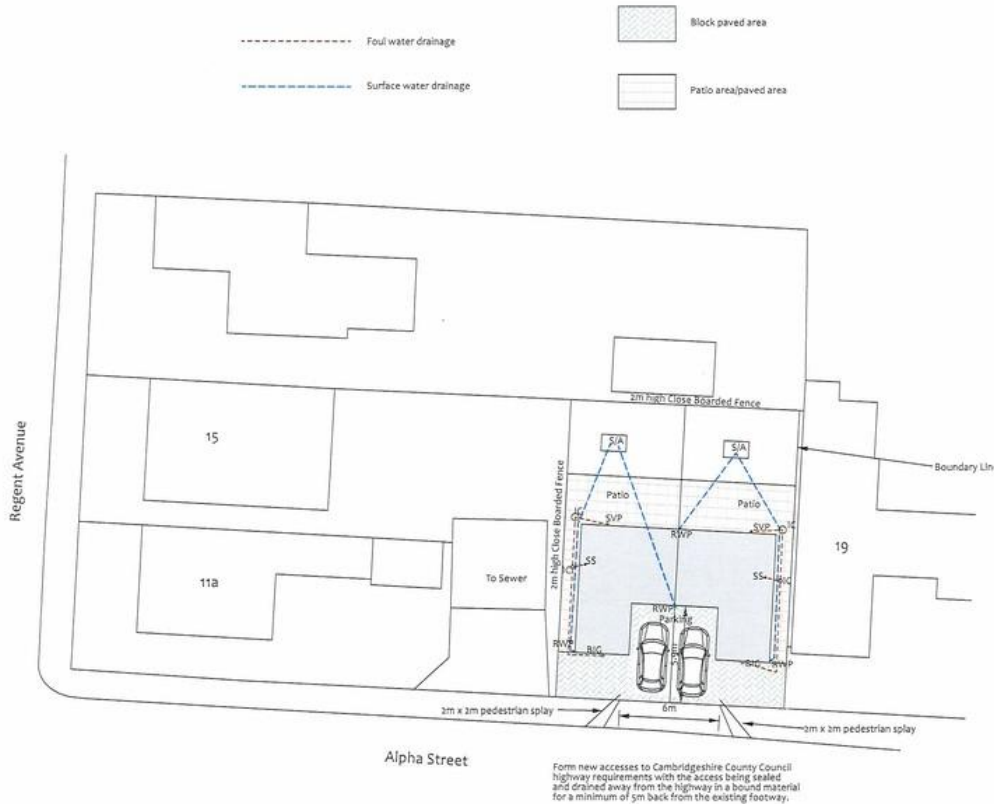 Foul water drainage
Surface water drainage
Block paved area
Patio area/paved area
Regent Avenue
15
11a
To Sewer
2m high Close Boarded Fence
2m high Close Boarded Fence
S/A
S/A
Boundary Lin
Patio
Patio
IC
SVP
RWP
SVP
IC
19
SS
SS
RWP
Parking
RWP
BIG
BIG
RWP
6m
2m x 2m pedestrian splay
2m x 2m pedestrian splay
Alpha Street
Form new accesses to Cambridgeshire County Council
highway requirements with the access being sealed
and drained away from the highway in a bound material
for a minimum of 5m back from the existing footway.